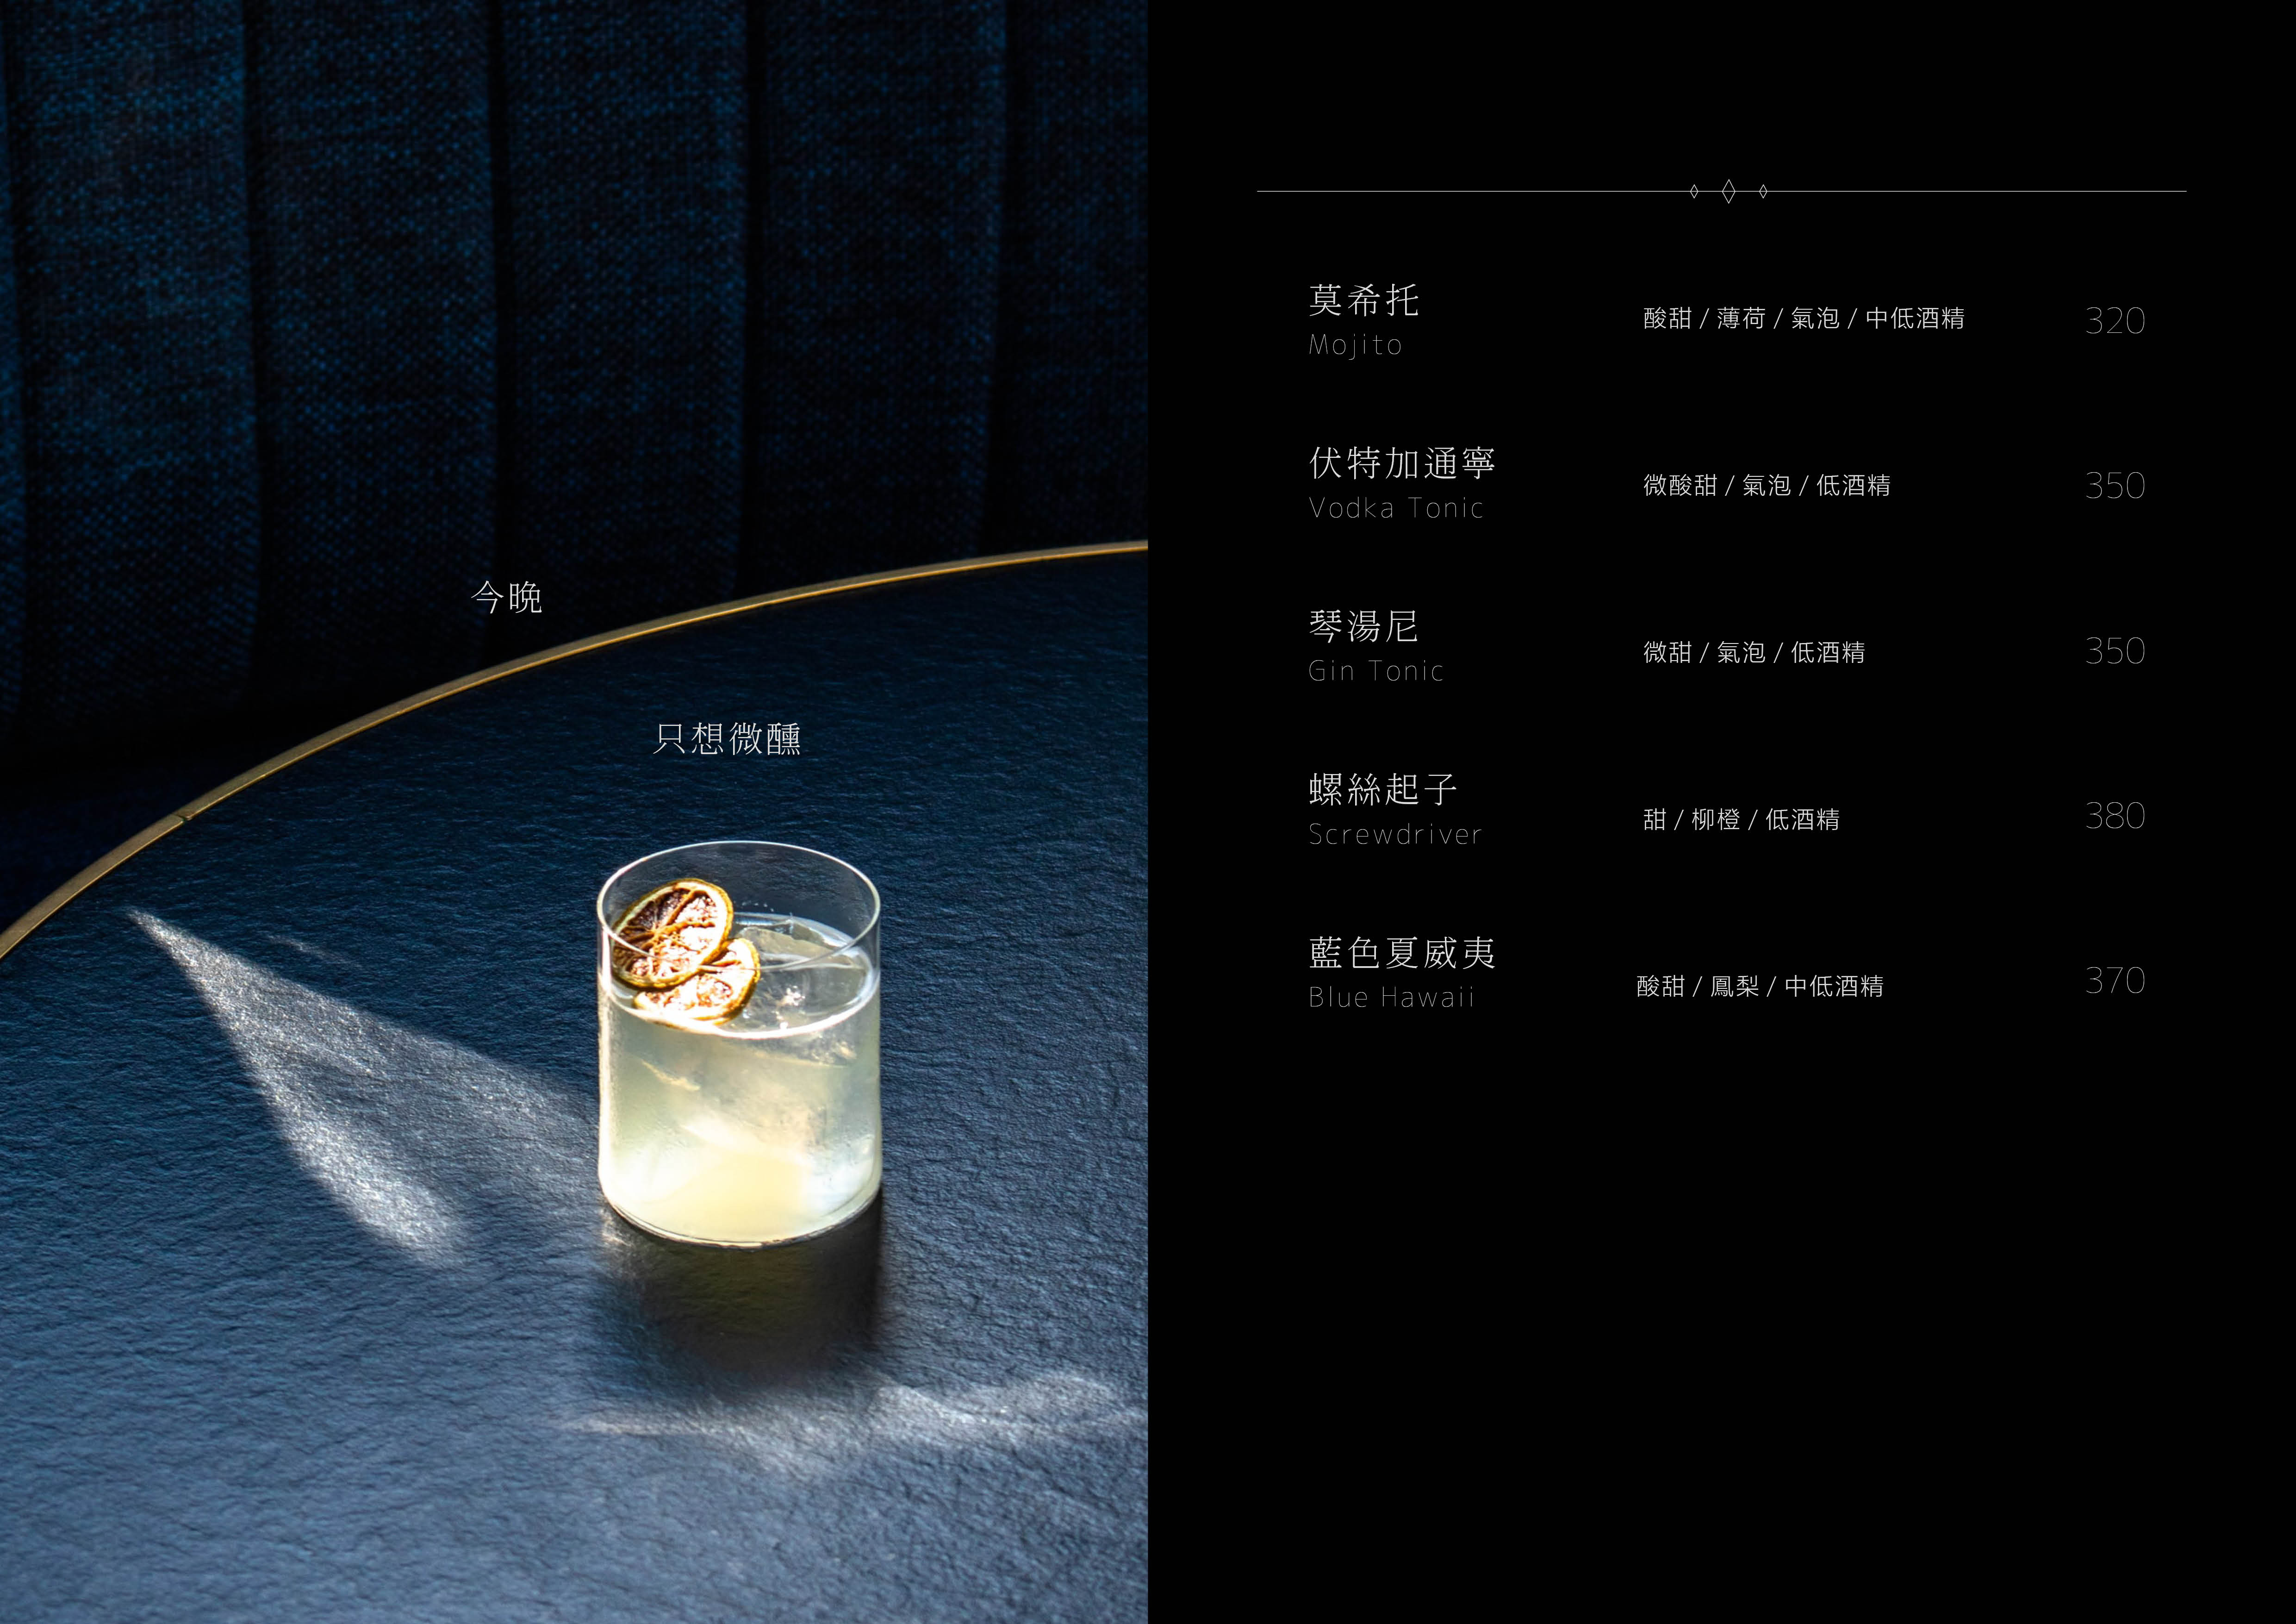 今晚
只想微醺
莫希托
Mojito
酸甜 / 薄荷 / 氣泡 / 中低酒精
320
伏特加通寧
Vodka Tonic
微酸甜 / 氣泡 / 低酒精
350
琴湯尼
Gin Tonic
微甜 / 氣泡 / 低酒精
350
螺絲起子
Screwdriver
甜 / 柳橙 / 低酒精
380
藍色夏威夷
Blue Hawaii
酸甜 / 鳳梨 / 中低酒精
370